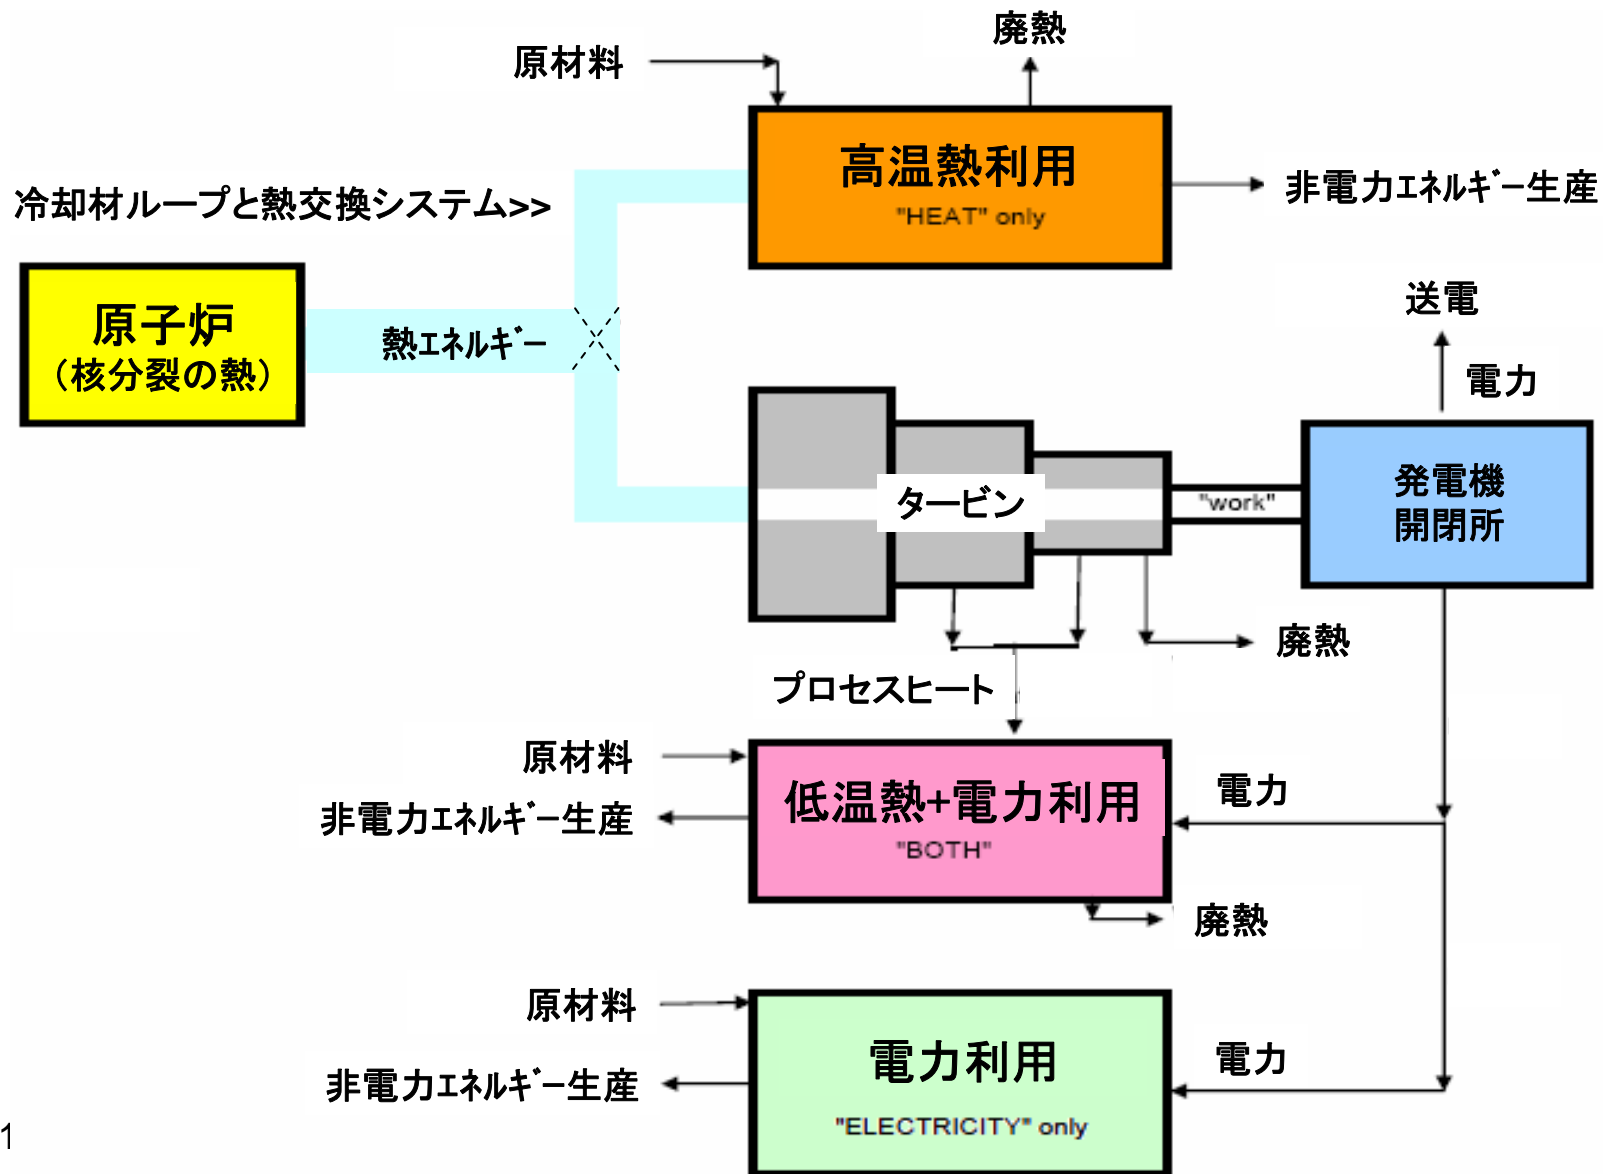 廃熱
原材料
高温熱利用
"HEAT" only
非電力エネルギー生産
冷却材ループと熱交換システム>>
原子炉
(核分裂の熱)
熱エネルギー
送電
電力
タービン
"work"
発電機
開閉所
廃熱
プロセスヒート
原材料
低温熱+電力利用
"BOTH"
電力
非電力エネルギー生産
廃熱
原材料
電力利用
"ELECTRICITY" only
電力
非電力エネルギー生産
1